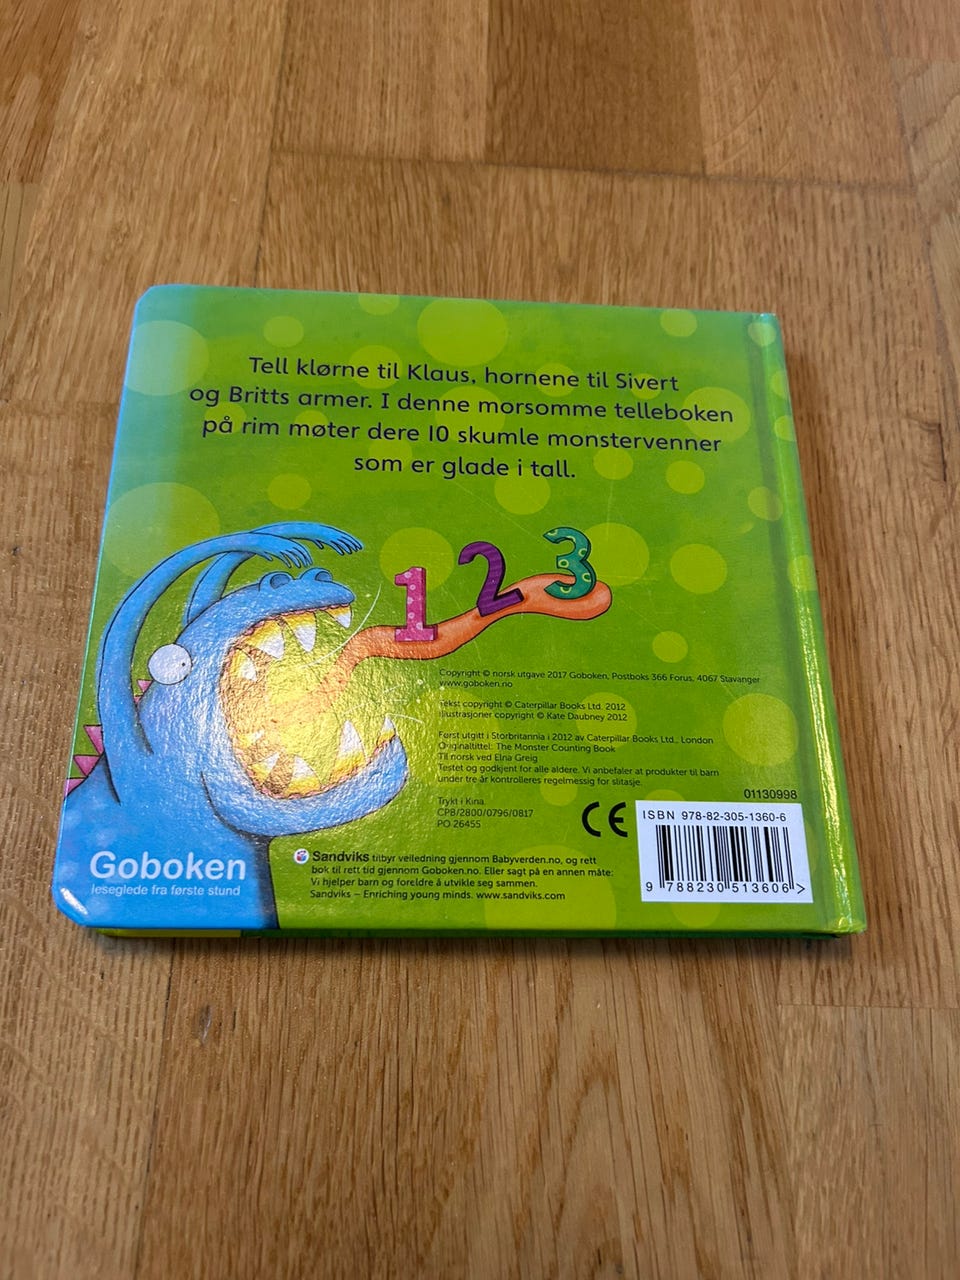 Tell klørne til Klaus, hornene til Sivert
og Britts armer. I denne morsomme telleboken
på rim møter dere 10 skumle monstervenner
som er glade i tall.
1 2 3
Copyright © norsk utgave 2017 Goboken, Postboks 366 Forus, 4067 Stavanger
www.goboken.no
Tekst copyright © Caterpillar Books Ltd. 2012
Illustrasjoner copyright © Kate Daubney 2012
Først utgitt i Storbritannia i 2012 av Caterpillar Books Ltd., London
Originaltittel: The Monster Counting Book
Til norsk ved Elna Greig
Testet og godkjent for alle aldere. Vi anbefaler at produkter til barn
under tre år kontrolleres regelmessig for slitasje.
Trykt i Kina.
CPB/2800/0796/0817
PO 26455
CE
01130998
ISBN 978-82-305-1360-6
9 788230 513606 >
Goboken
leseglede fra første stund
Sandviks tilbyr veiledning gjennom Babyverden.no, og rett
bok til rett tid gjennom Goboken.no. Eller sagt på en annen måte:
Vi hjelper barn og foreldre å utvikle seg sammen.
Sandviks – Enriching young minds. www.sandviks.com